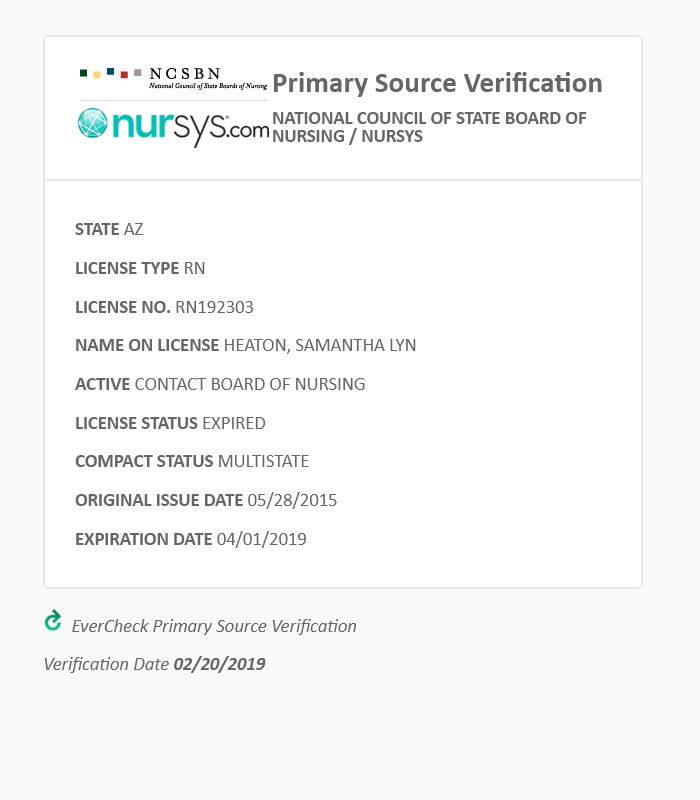 NCSBN
National Council of State Boards of Nursing
nursys.com
Primary Source Verification
NATIONAL COUNCIL OF STATE BOARD OF
NURSING / NURSYS
STATE AZ
LICENSE TYPE RN
LICENSE NO. RN192303
NAME ON LICENSE HEATON, SAMANTHA LYN
ACTIVE CONTACT BOARD OF NURSING
LICENSE STATUS EXPIRED
COMPACT STATUS MULTISTATE
ORIGINAL ISSUE DATE 05/28/2015
EXPIRATION DATE 04/01/2019
EverCheck Primary Source Verification
Verification Date 02/20/2019